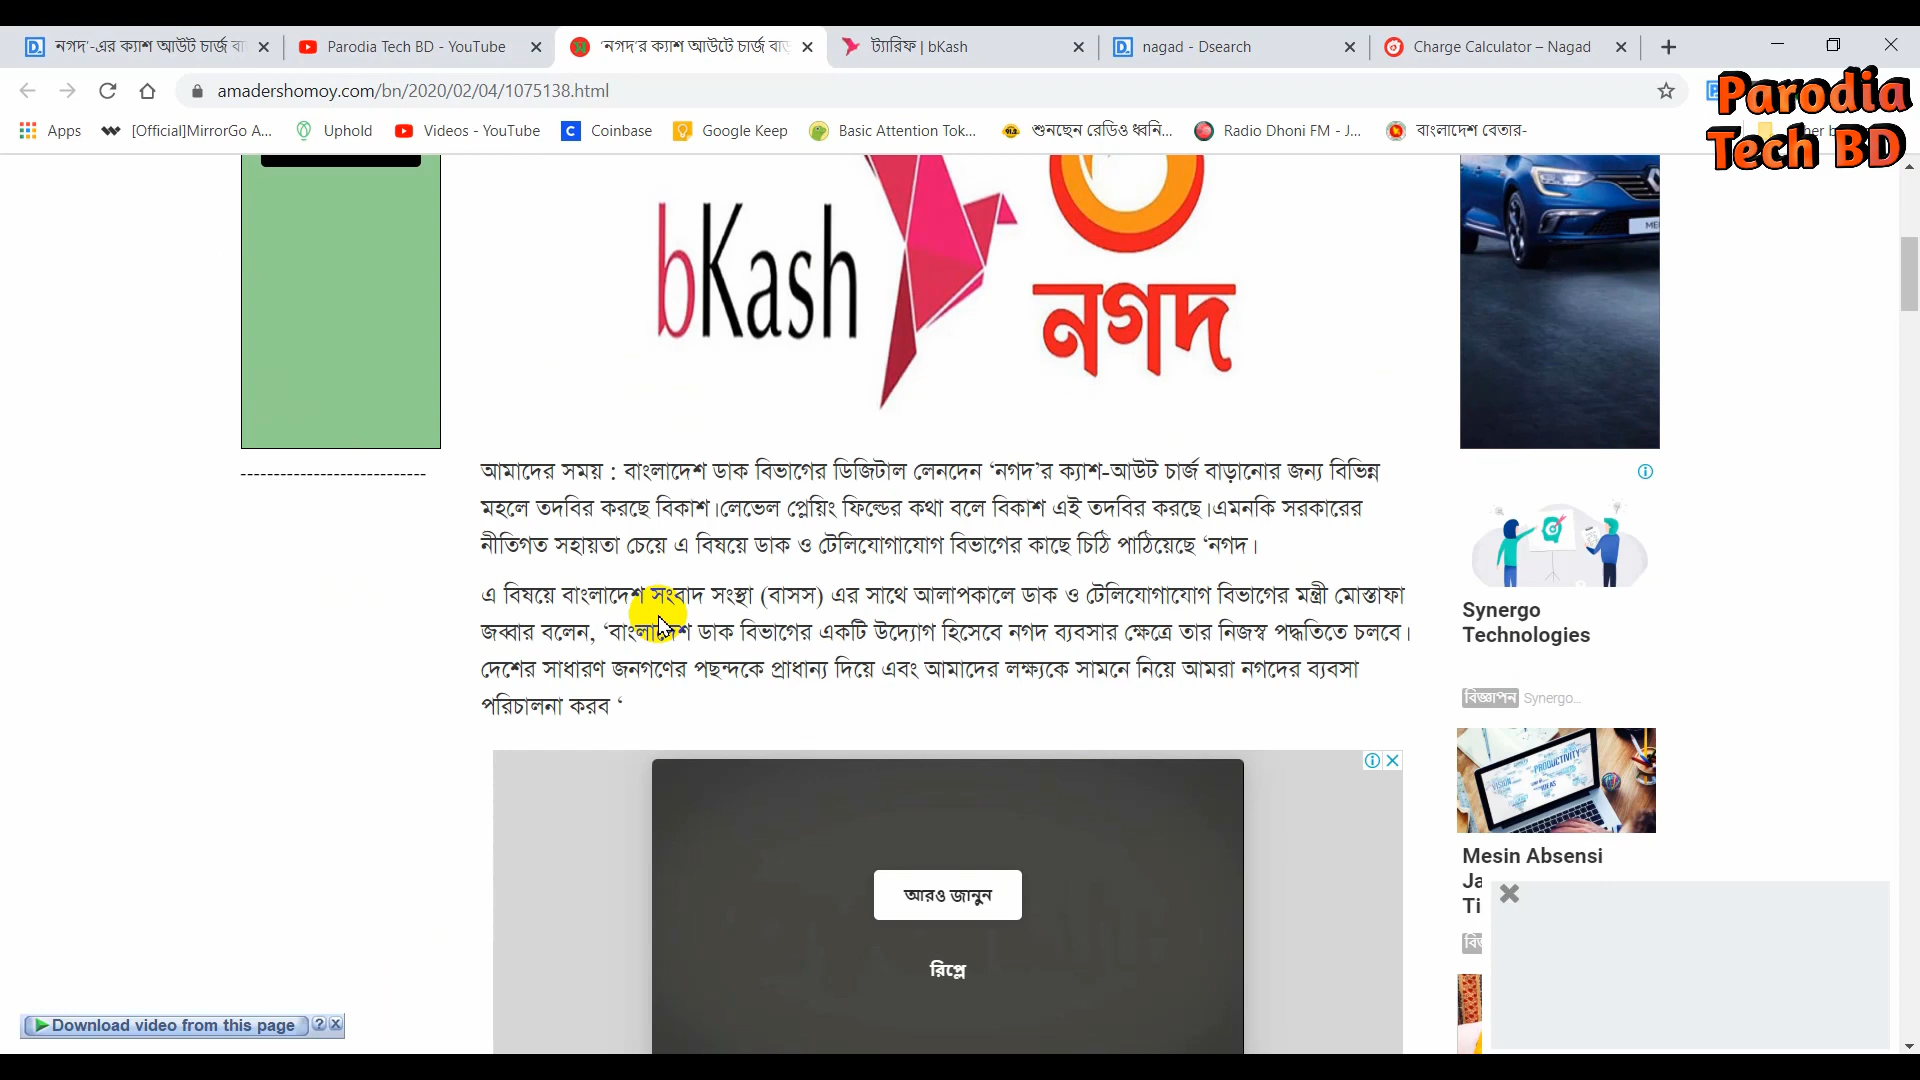 নগদ'-এর ক্যাশ আউট চার্জ বা
Parodia Tech BD - YouTube
'নগদ'র ক্যাশ আউটে চার্জ বাড়
ট্যারিফ | bKash
nagad - Dsearch
Charge Calculator – Nagad
amadershomoy.com/bn/2020/02/04/1075138.html
Parodia
Tech BD
Apps
[Official]MirrorGo A...
Uphold
Videos - YouTube
Coinbase
Google Keep
Basic Attention Tok...
শুনছেন রেডিও ধ্বনি...
Radio Dhoni FM - J...
বাংলাদেশ বেতার-
bKash
নগদ
আমাদের সময় : বাংলাদেশ ডাক বিভাগের ডিজিটাল লেনদেন ‘নগদ’র ক্যাশ-আউট চার্জ বাড়ানোর জন্য বিভিন্ন
মহলে তদবির করছে বিকাশ।লেভেল প্লেয়িং ফিল্ডের কথা বলে বিকাশ এই তদবির করছে।এমনকি সরকারের
নীতিগত সহায়তা চেয়ে এ বিষয়ে ডাক ও টেলিযোগাযোগ বিভাগের কাছে চিঠি পাঠিয়েছে ‘নগদ।
এ বিষয়ে বাংলাদেশ সংবাদ সংস্থা (বাসস) এর সাথে আলাপকালে ডাক ও টেলিযোগাযোগ বিভাগের মন্ত্রী মোস্তাফা
জব্বার বলেন, ‘বাংলাদেশ ডাক বিভাগের একটি উদ্যোগ হিসেবে নগদ ব্যবসার ক্ষেত্রে তার নিজস্ব পদ্ধতিতে চলবে।
দেশের সাধারণ জনগণের পছন্দকে প্রাধান্য দিয়ে এবং আমাদের লক্ষ্যকে সামনে নিয়ে আমরা নগদের ব্যবসা
পরিচালনা করব ‘
Synergo
Technologies
বিজ্ঞাপন Synergo...
PRODUCTIVITY
Mesin Absensi
Ja
Ti
আরও জানুন
রিপ্লে
Download video from this page